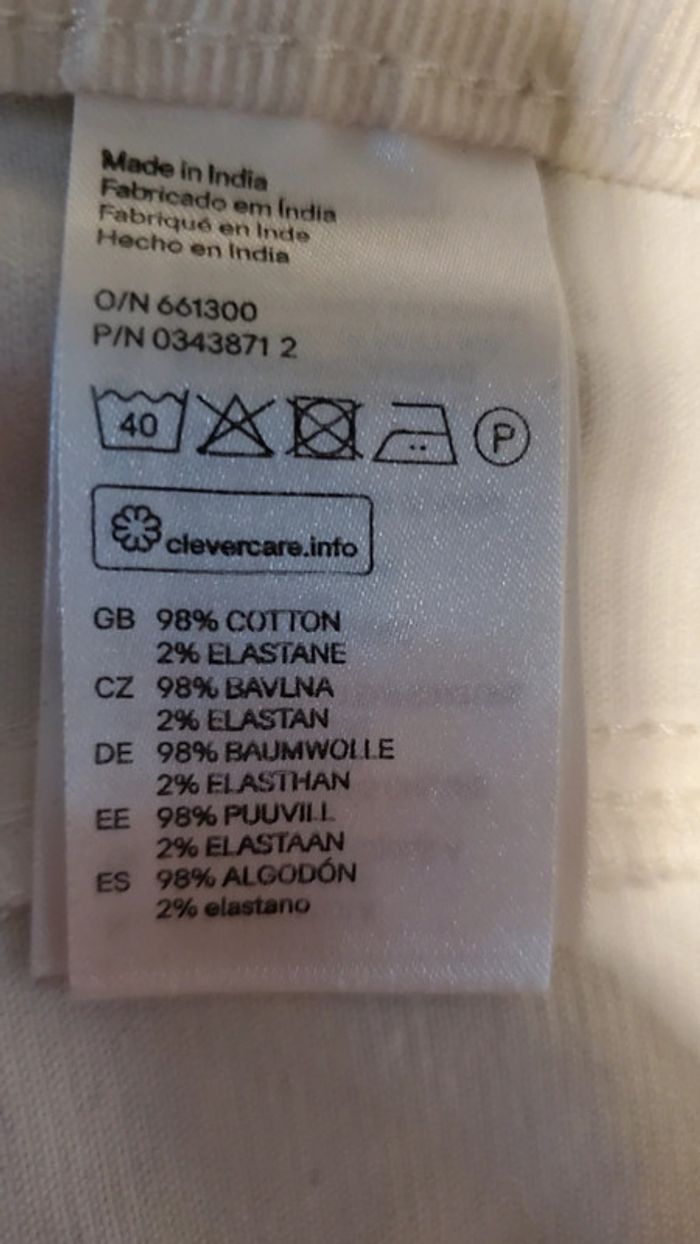 Made in India
Fabricado em Índia
Fabriqué en Inde
Hecho en India
O/N 661300
P/N 0343871 2
40 P
clevercare.info
GB 98% COTTON
2% ELASTANE
CZ 98% BAVLNA
2% ELASTAN
DE 98% BAUMWOLLE
2% ELASTHAN
EE 98% PUUVILL
2% ELASTAAN
ES 98% ALGODÓN
2% elastano